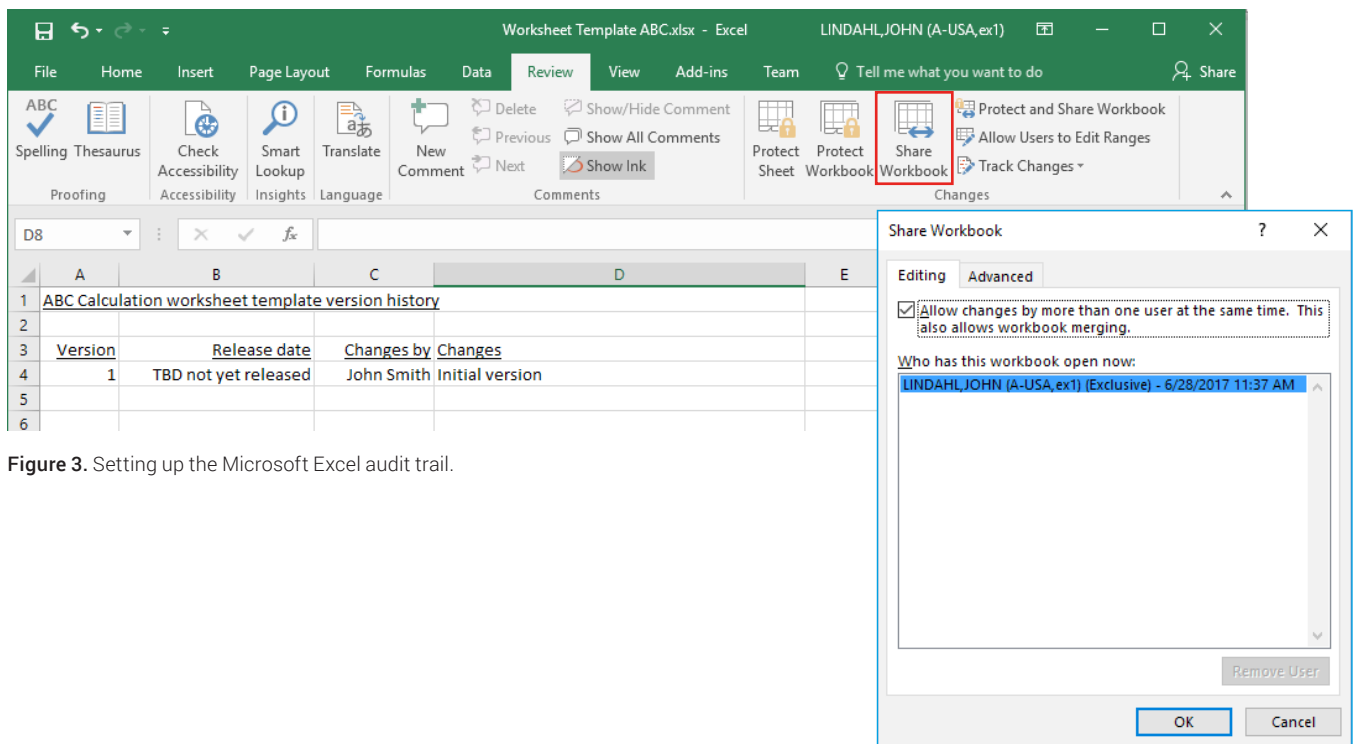 Worksheet Template ABC.xlsx - Excel LINDAHL,JOHN (A-USA,ex1)
File Home Insert Page Layout Formulas Data Review View Add-ins Team Tell me what you want to do Share
ABC
Spelling Thesaurus
Proofing
Check
Accessibility
Accessibility
Smart
Lookup
Insights
Translate
Language
New
Comment
Delete
Previous
Next
Show/Hide Comment
Show All Comments
Show Ink
Comments
Protect
Sheet
Protect
Workbook
Share
Workbook
Protect and Share Workbook
Allow Users to Edit Ranges
Track Changes
Changes
D8 fx
A B C D E
1 ABC Calculation worksheet template version history
2
3 Version Release date Changes by Changes
4 1 TBD not yet released John Smith Initial version
5
6
Share Workbook ?
Editing Advanced
Allow changes by more than one user at the same time. This
also allows workbook merging.
Who has this workbook open now:
LINDAHL,JOHN (A-USA,ex1) (Exclusive) - 6/28/2017 11:37 AM
Remove User
OK Cancel
Figure 3. Setting up the Microsoft Excel audit trail.